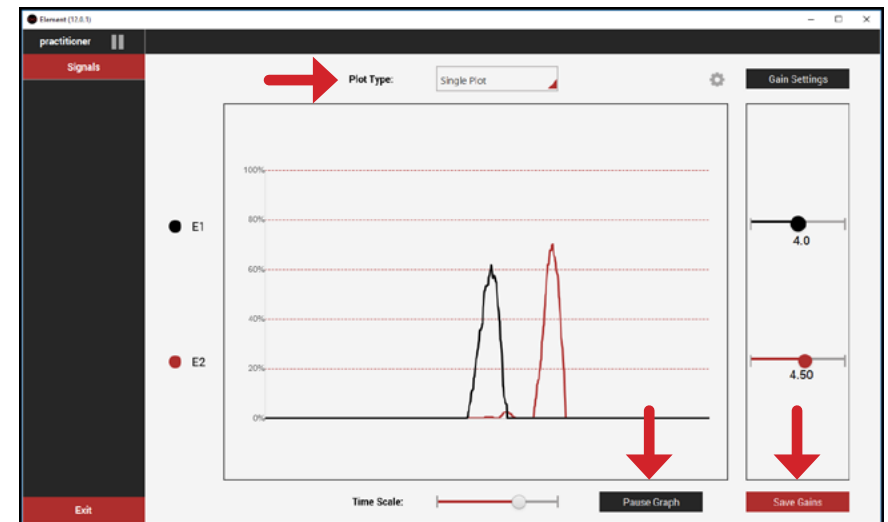 Element (12.0.1)
practitioner
Signals
Plot Type:
Single Plot
Gain Settings
100%
80%
E1
4.0
60%
40%
E2
20%
4.50
0%
Time Scale:
Pause Graph
Save Gains
Exit